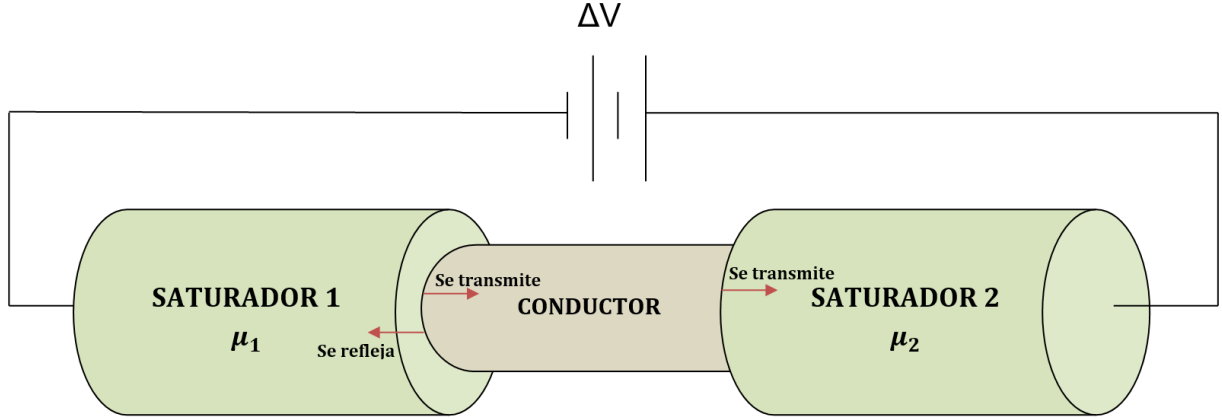 ΔV
Se transmite
Se transmite
SATURADOR 1
CONDUCTOR
SATURADOR 2
μ₁
Se refleja
μ₂